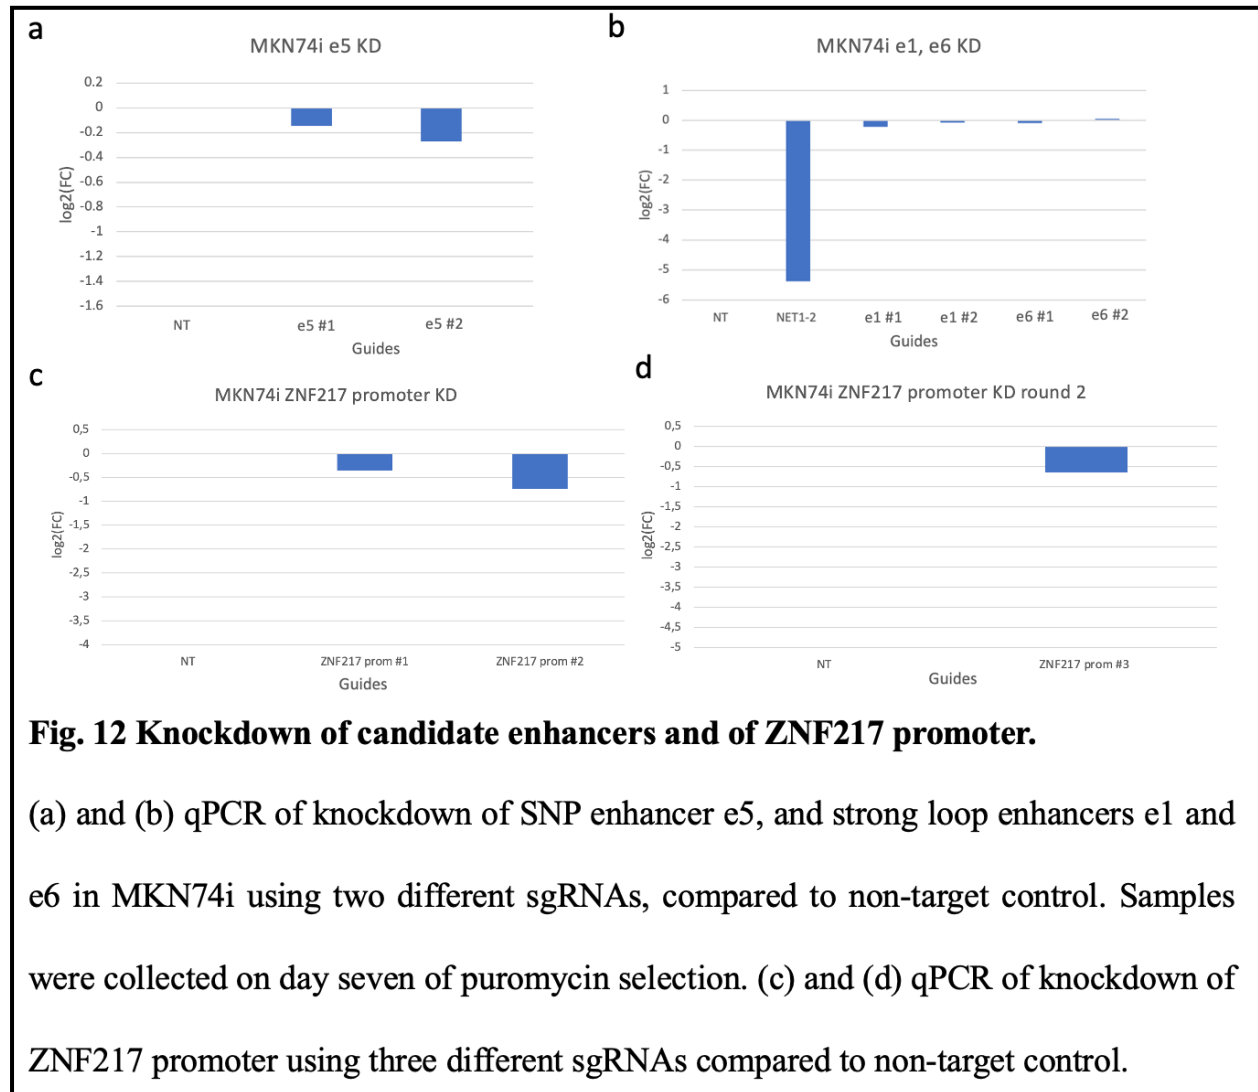 a
MKN74i e5 KD
0.2
0
-0.2
-0.4
-0.6
-0.8
-1
-1.2
-1.4
-1.6
log2(FC)
NT e5 #1 e5 #2
Guides
b
MKN74i e1, e6 KD
1
0
-1
-2
-3
-4
-5
-6
log2(FC)
NT NET1-2 e1 #1 e1 #2 e6 #1 e6 #2
Guides
c
MKN74i ZNF217 promoter KD
0,5
0
-0,5
-1
-1,5
-2
-2,5
-3
-3,5
-4
log2(FC)
NT ZNF217 prom #1 ZNF217 prom #2
Guides
d
MKN74i ZNF217 promoter KD round 2
0,5
0
-0,5
-1
-1,5
-2
-2,5
-3
-3,5
-4
-4,5
-5
log2(FC)
NT ZNF217 prom #3
Guides
Fig. 12 Knockdown of candidate enhancers and of ZNF217 promoter.
(a) and (b) qPCR of knockdown of SNP enhancer e5, and strong loop enhancers e1 and
e6 in MKN74i using two different sgRNAs, compared to non-target control. Samples
were collected on day seven of puromycin selection. (c) and (d) qPCR of knockdown of
ZNF217 promoter using three different sgRNAs compared to non-target control.